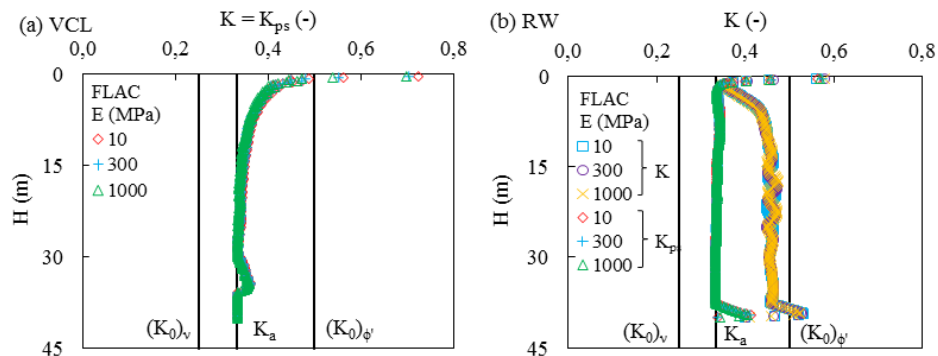 (a) VCL
K = Kₚₛ (-)
0,0 0,2 0,4 0,6 0,8
0
15
30
45
H (m)
FLAC
E (MPa)
10
300
1000
(K₀)ᵥ
Kₐ
(K₀)ϕ'
(b) RW
K (-)
0,0 0,2 0,4 0,6 0,8
0
15
30
45
H (m)
FLAC
E (MPa)
10
300
1000
K
10
300
1000
Kₚₛ
(K₀)ᵥ
Kₐ
(K₀)ϕ'